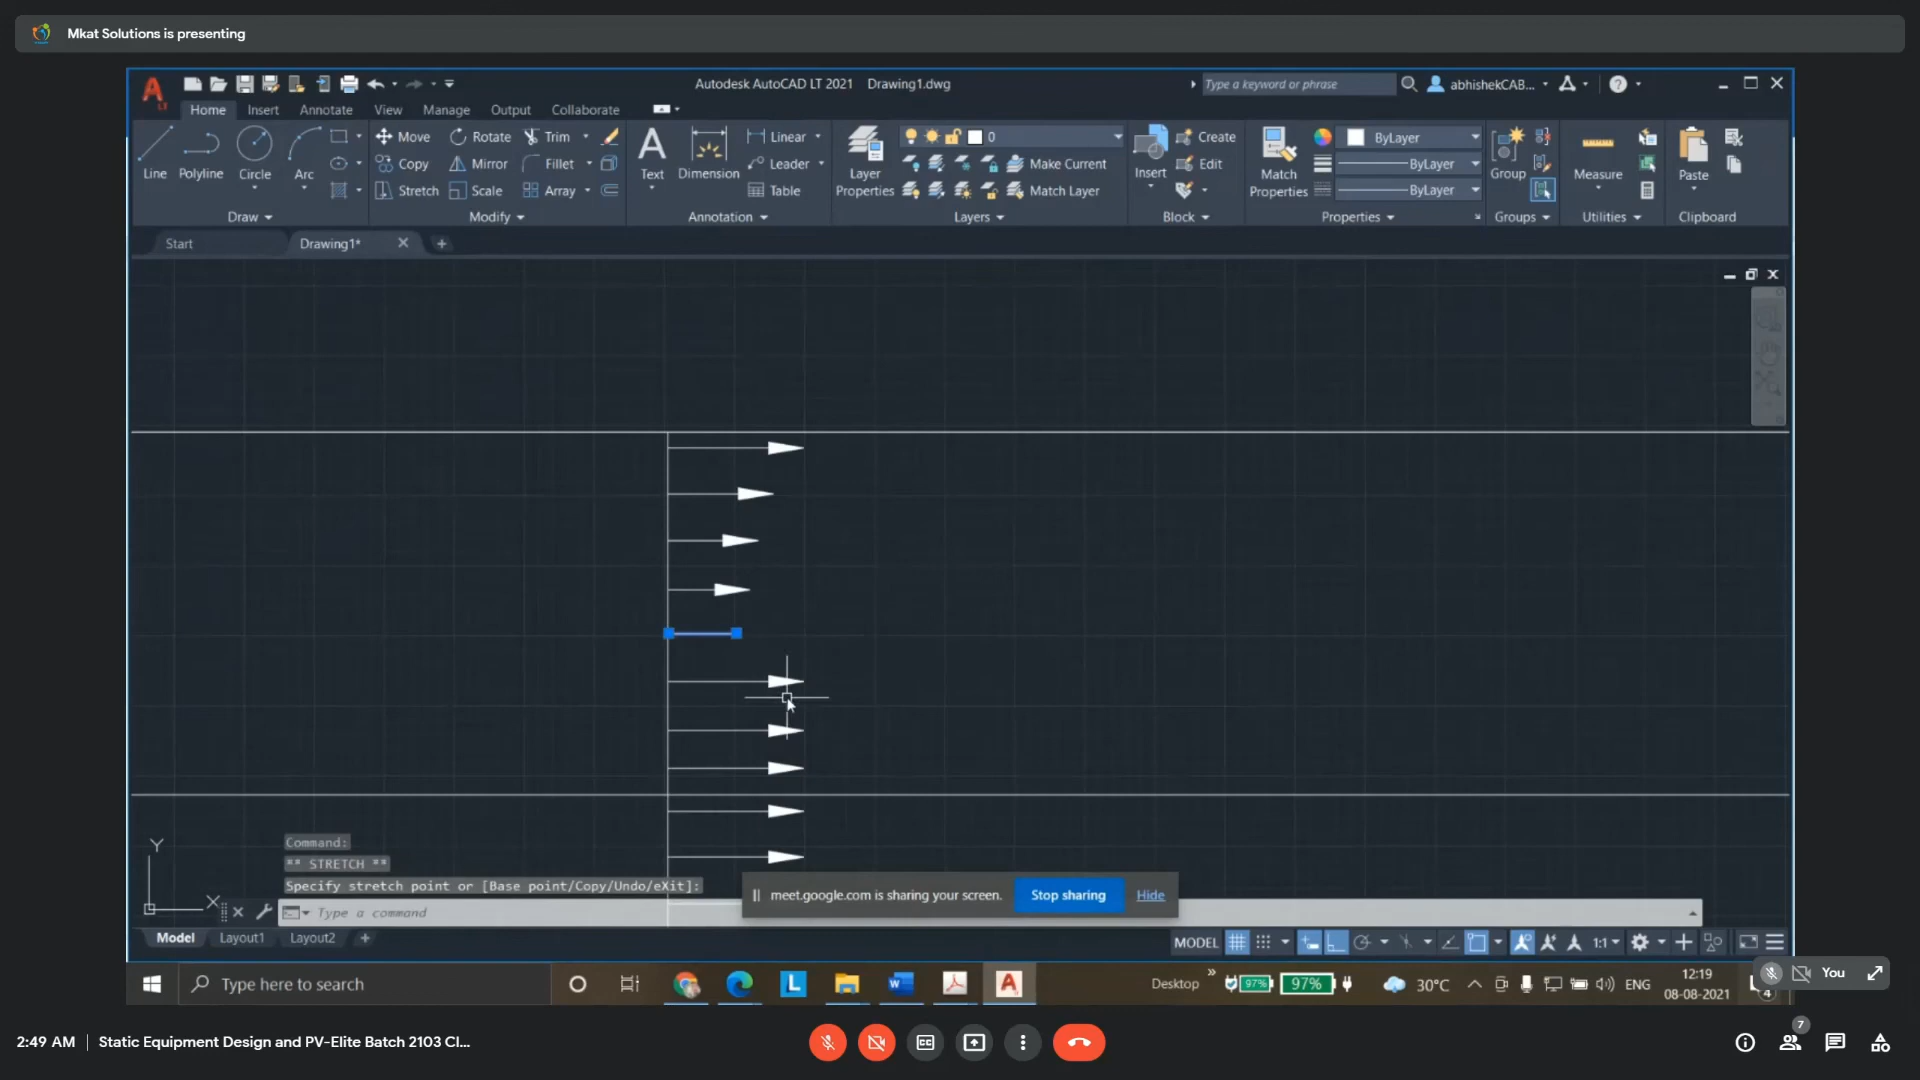 Mkat Solutions is presenting
Autodesk AutoCAD LT 2021 Drawing1.dwg
Type a keyword or phrase
abhishekCAB...
Home Insert Annotate View Manage Output Collaborate
Line Polyline Circle Arc
Move Rotate Trim
Copy Mirror Fillet
Stretch Scale Array
Text Dimension
Linear
Leader
Table
Layer Properties
0
Make Current
Match Layer
Insert
Create
Edit
Match Properties
ByLayer
ByLayer
ByLayer
Group
Measure
Paste
Draw Modify Annotation Layers Block Properties Groups Utilities Clipboard
Start Drawing1*
Y
X
Command:
** STRETCH **
Specify stretch point or [Base point/Copy/Undo/eXit]:
Type a command
meet.google.com is sharing your screen. Stop sharing Hide
Model Layout1 Layout2
MODEL 1:1
Type here to search
Desktop 97% 97% 30°C ENG
12:19
08-08-2021
4
You
2:49 AM Static Equipment Design and PV-Elite Batch 2103 Cl...
7